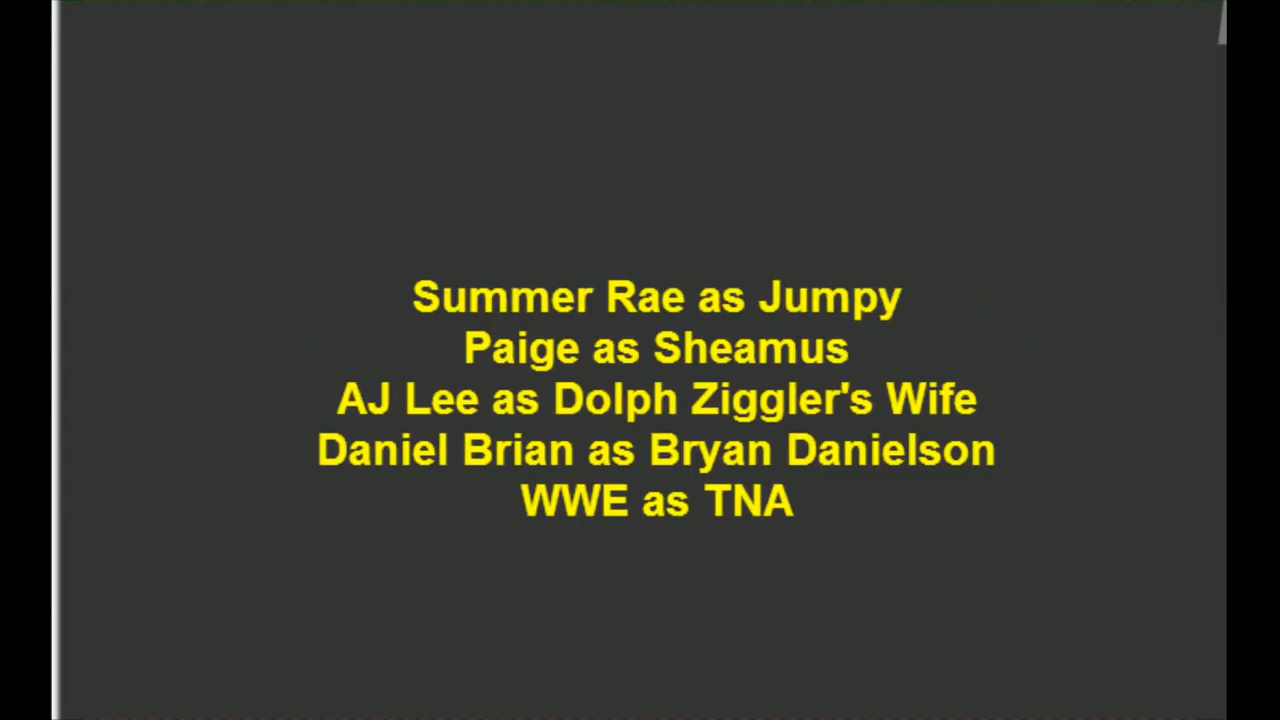 Summer Rae as Jumpy
Paige as Sheamus
AJ Lee as Dolph Ziggler's Wife
Daniel Brian as Bryan Danielson
WWE as TNA